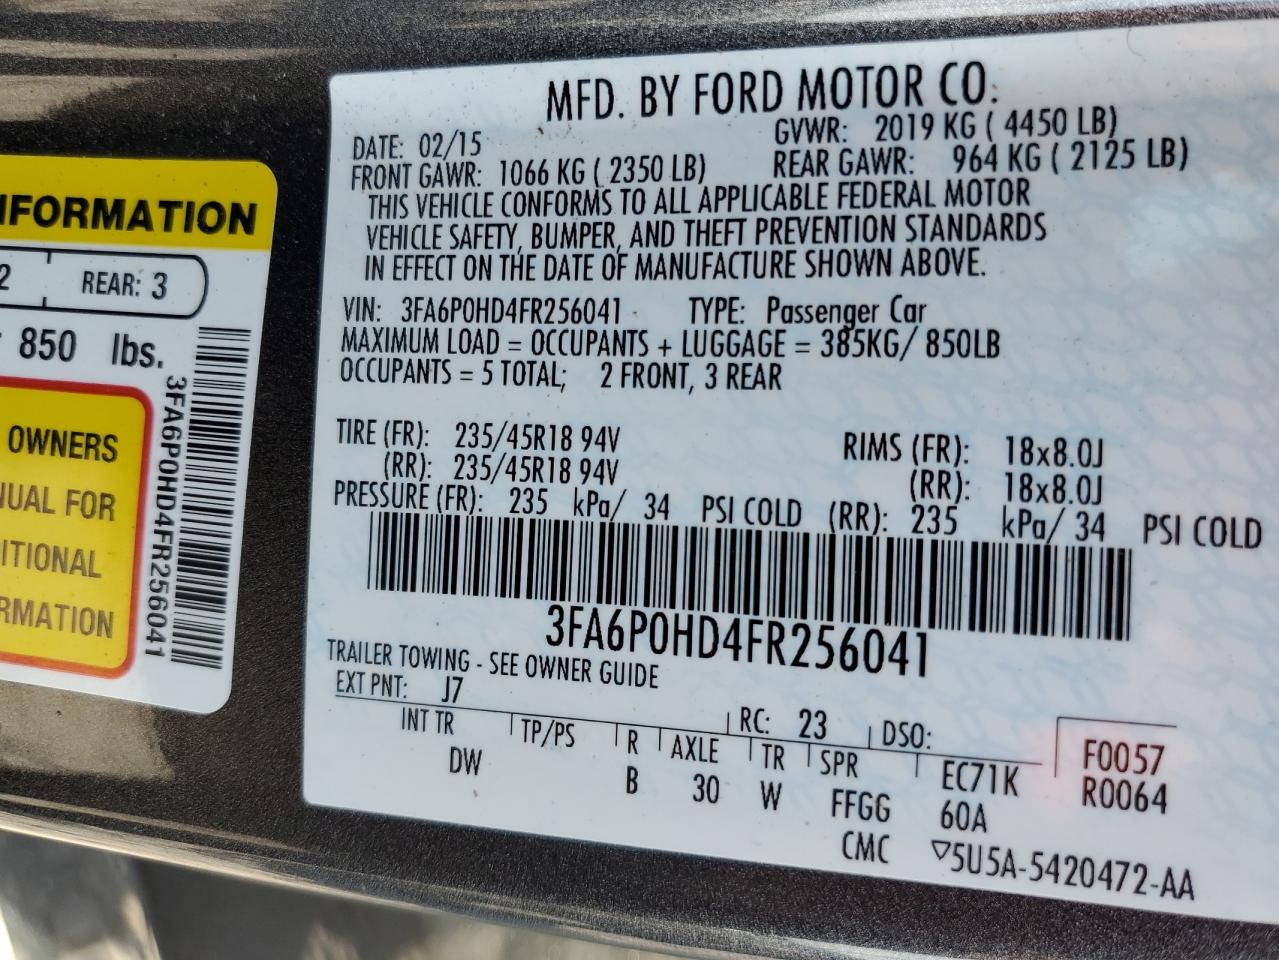 MFD. BY FORD MOTOR CO.
DATE: 02/15 GVWR: 2019 KG ( 4450 LB)
FRONT GAWR: 1066 KG ( 2350 LB) REAR GAWR: 964 KG ( 2125 LB)
THIS VEHICLE CONFORMS TO ALL APPLICABLE FEDERAL MOTOR
VEHICLE SAFETY, BUMPER, AND THEFT PREVENTION STANDARDS
IN EFFECT ON THE DATE OF MANUFACTURE SHOWN ABOVE.
VIN: 3FA6P0HD4FR256041 TYPE: Passenger Car
MAXIMUM LOAD = OCCUPANTS + LUGGAGE = 385KG/ 850LB
OCCUPANTS = 5 TOTAL; 2 FRONT, 3 REAR
TIRE (FR): 235/45R18 94V RIMS (FR): 18x8.0J
(RR): 235/45R18 94V (RR): 18x8.0J
PRESSURE (FR): 235 kPa/ 34 PSI COLD (RR): 235 kPa/ 34 PSI COLD
3FA6P0HD4FR256041
TRAILER TOWING - SEE OWNER GUIDE
EXT PNT: J7 RC: 23 DSO: F0057
INT TR TP/PS R AXLE TR SPR EC71K R0064
DW B 30 W FFGG 60A
CMC ▽5U5A-5420472-AA
NFORMATION
2 REAR: 3
850 lbs.
OWNERS
NUAL FOR
ITIONAL
RMATION
3FA6P0HD4FR256041